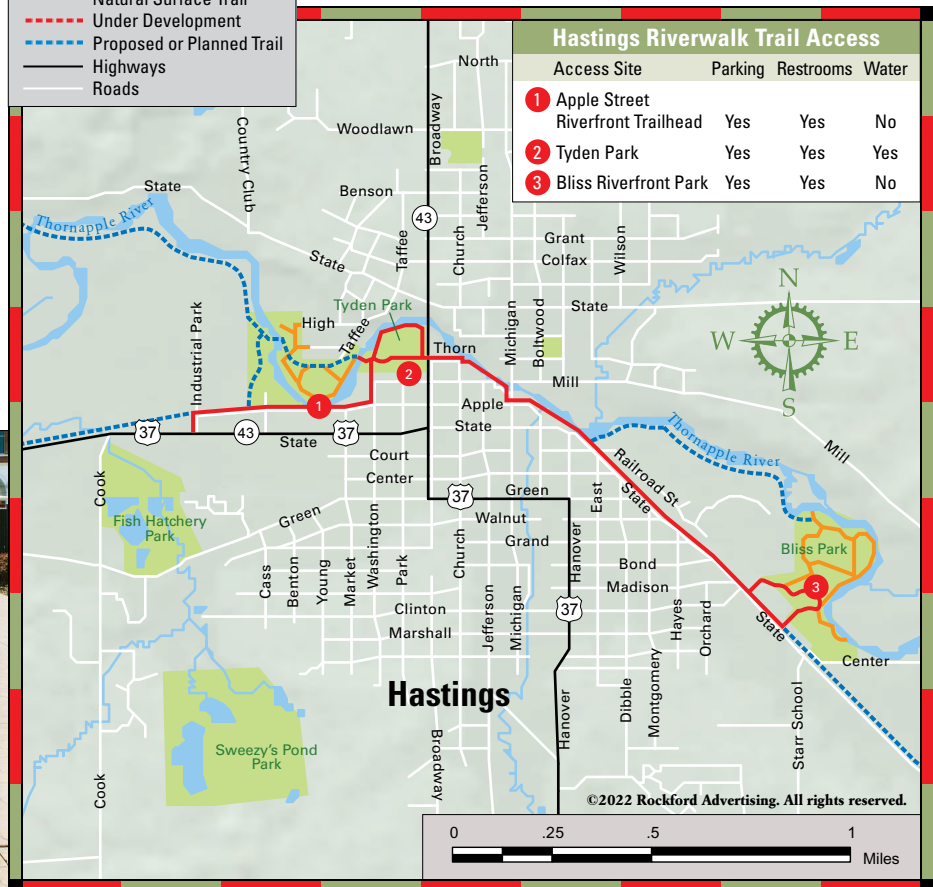 Natural Surface Trail
Under Development
Proposed or Planned Trail
Highways
Roads
Hastings Riverwalk Trail Access
Access Site Parking Restrooms Water
1 Apple Street
Riverfront Trailhead Yes Yes No
2 Tyden Park Yes Yes Yes
3 Bliss Riverfront Park Yes Yes No
North
Broadway
Woodlawn
Country Club
Jefferson
State
Benson
Thornapple River
43
Taffee
Church
Grant
Colfax
Wilson
State
N
W E
S
Tyden Park
State
High
Taffee
Industrial Park
Thorn
Michigan
Boltwood
2
Mill
1
Apple
State
37
43
State
37
Thornapple River
Mill
Court
Center
Railroad St
State
Cook
37
Green
East
Fish Hatchery
Park
Green
Walnut
Grand
Hanover
Bliss Park
Cass
Benton
Young
Market
Washington
Park
Church
Bond
Madison
3
37
Clinton
Marshall
Jefferson
Michigan
Hayes
Orchard
State
Center
Hastings
Hanover
Dibble
Montgomery
Starr School
Sweezy's Pond
Park
Broadway
Cook
©2022 Rockford Advertising. All rights reserved.
0 .25 .5 1
Miles